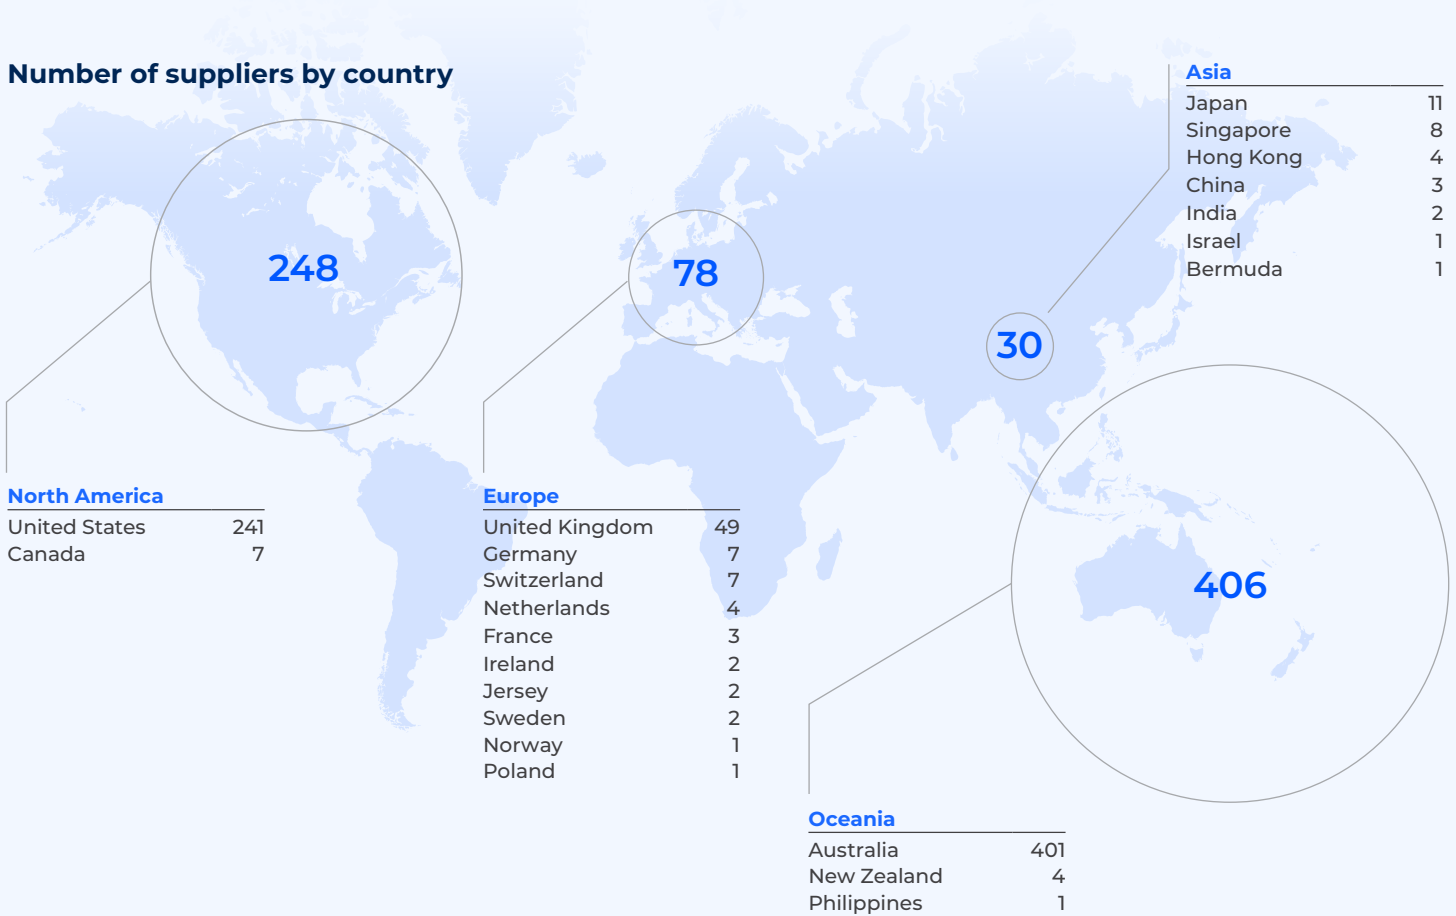 Number of suppliers by country
248
78
30
406
North America
United States 241
Canada 7
Europe
United Kingdom 49
Germany 7
Switzerland 7
Netherlands 4
France 3
Ireland 2
Jersey 2
Sweden 2
Norway 1
Poland 1
Asia
Japan 11
Singapore 8
Hong Kong 4
China 3
India 2
Israel 1
Bermuda 1
Oceania
Australia 401
New Zealand 4
Philippines 1